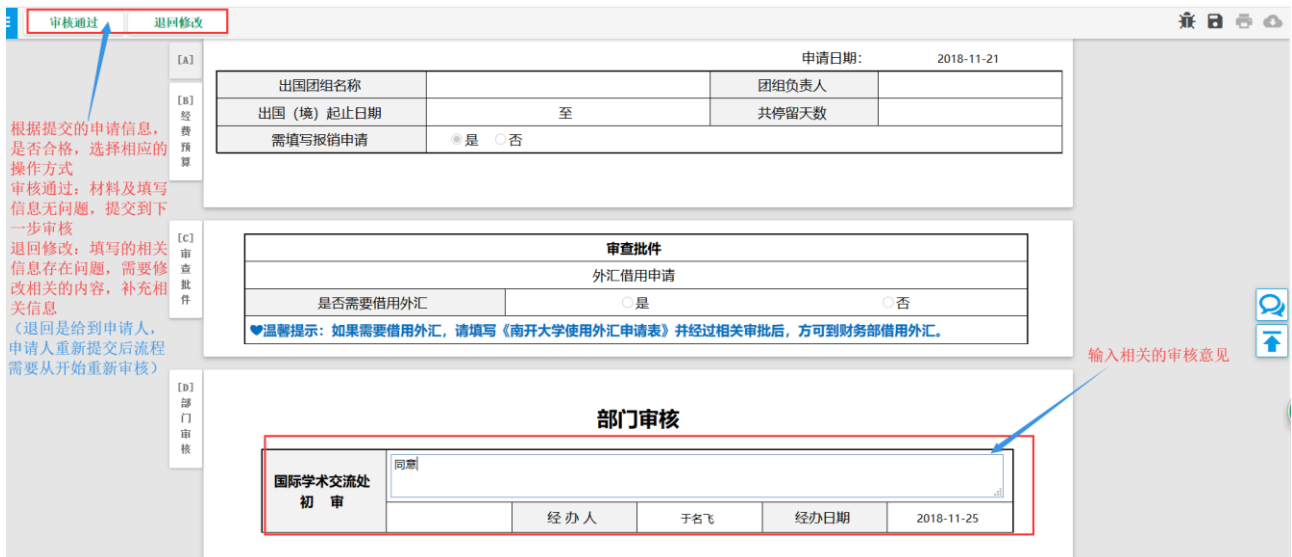 审核通过 退回修改
[A]
申请日期： 2018-11-21
出国团组名称 团组负责人
[B]
经
费
预
算
出国（境）起止日期 至 共停留天数
需填写报销申请 是 否
根据提交的申请信息，
是否合格，选择相应的
操作方式
审核通过：材料及填写
信息无问题，提交到下
一步审核
退回修改：填写的相关
信息存在问题，需要修
改相关的内容，补充相
关信息
（退回是给到申请人，
申请人重新提交后流程
需要从开始重新审核）
[C]
审
查
批
件
审查批件
外汇借用申请
是否需要借用外汇 是 否
♥温馨提示：如果需要借用外汇，请填写《南开大学使用外汇申请表》并经过相关审批后，方可到财务部借用外汇。
输入相关的审核意见
[D]
部
门
审
核
部门审核
国际学术交流处
初 审
同意
经 办 人 于名飞 经办日期 2018-11-25